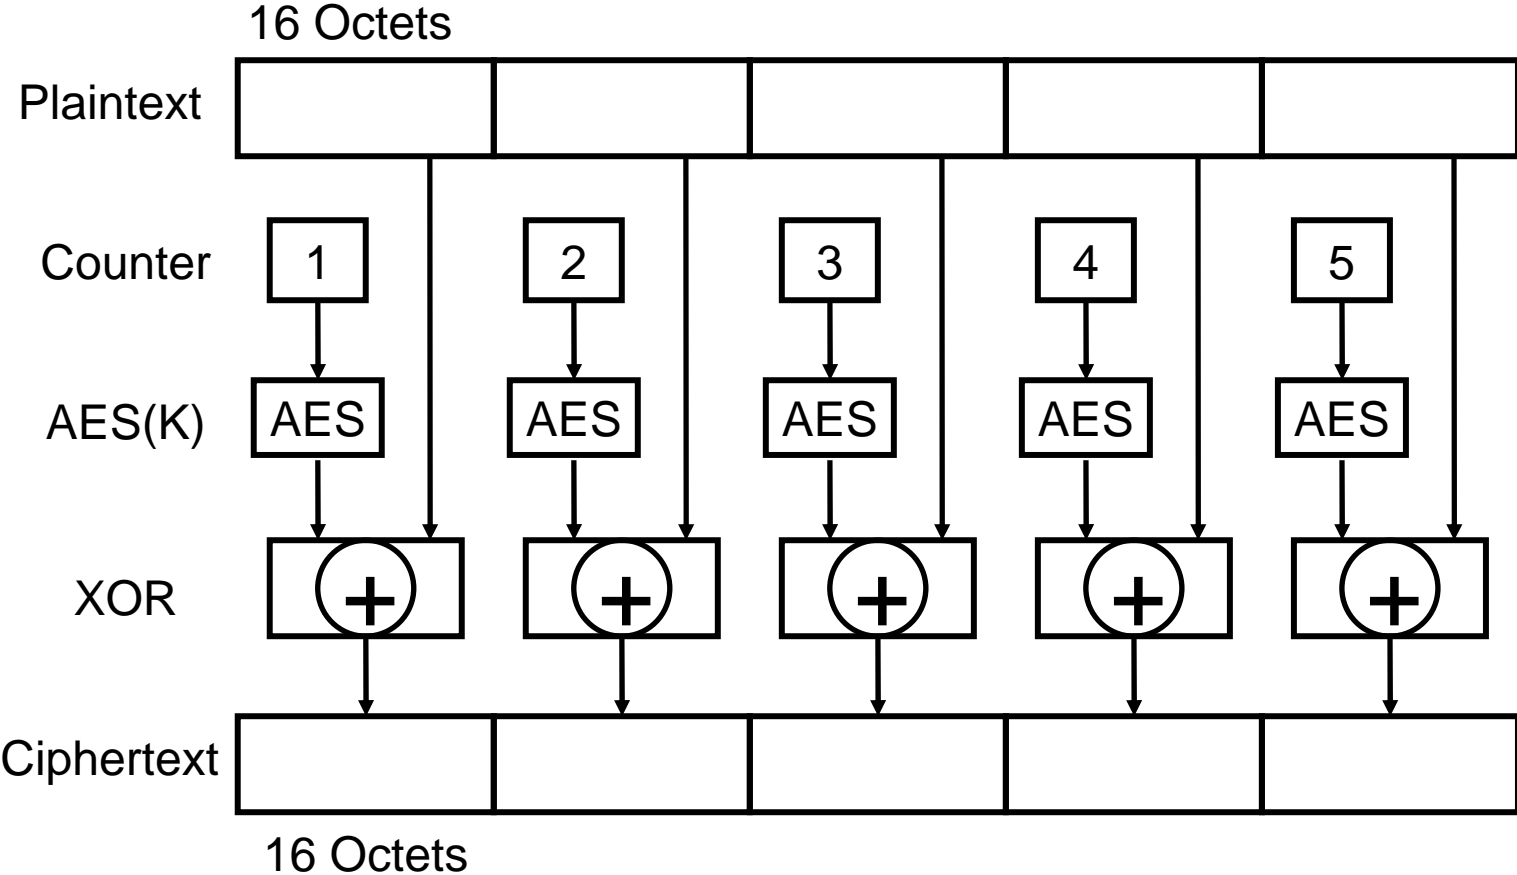 16 Octets
Plaintext
Counter 1 2 3 4 5
AES(K) AES AES AES AES AES
XOR + + + + +
Ciphertext
16 Octets